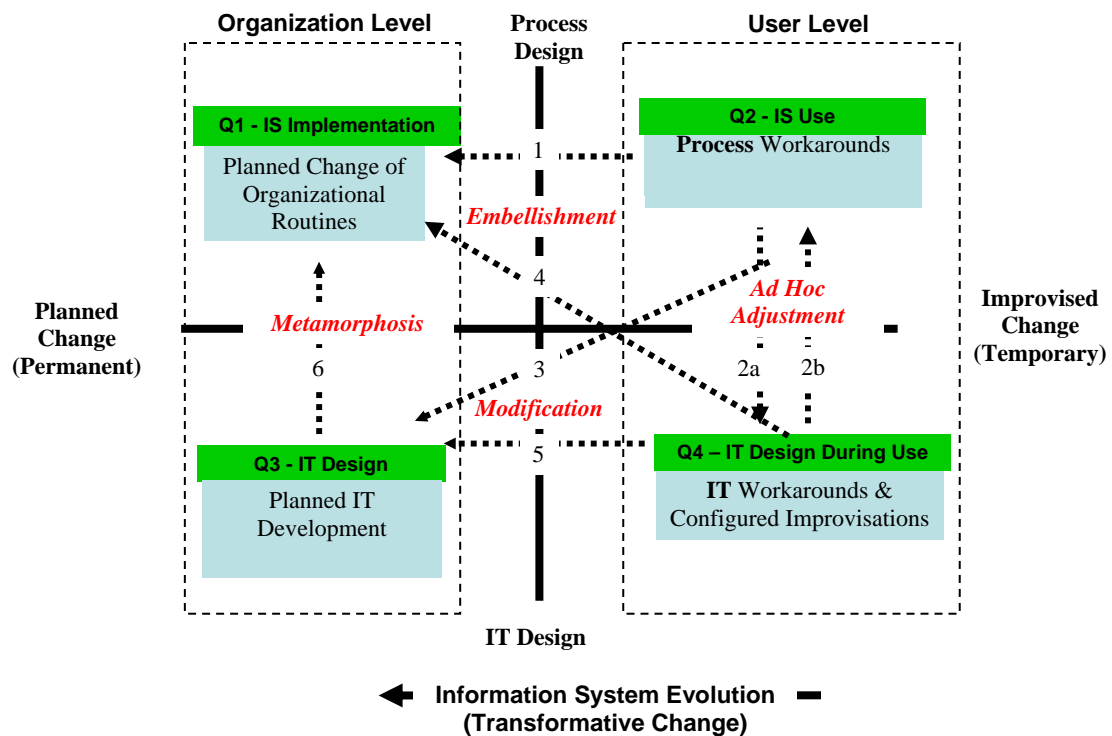 Organization Level
Process
Design
User Level
Q1 - IS Implementation
Planned Change of
Organizational
Routines
Q2 - IS Use
Process Workarounds
1
Embellishment
4
Planned
Change
(Permanent)
Metamorphosis
Ad Hoc
Adjustment
Improvised
Change
(Temporary)
6
3
2a
2b
Modification
5
Q3 - IT Design
Planned IT
Development
Q4 – IT Design During Use
IT Workarounds &
Configured Improvisations
IT Design
Information System Evolution
(Transformative Change)